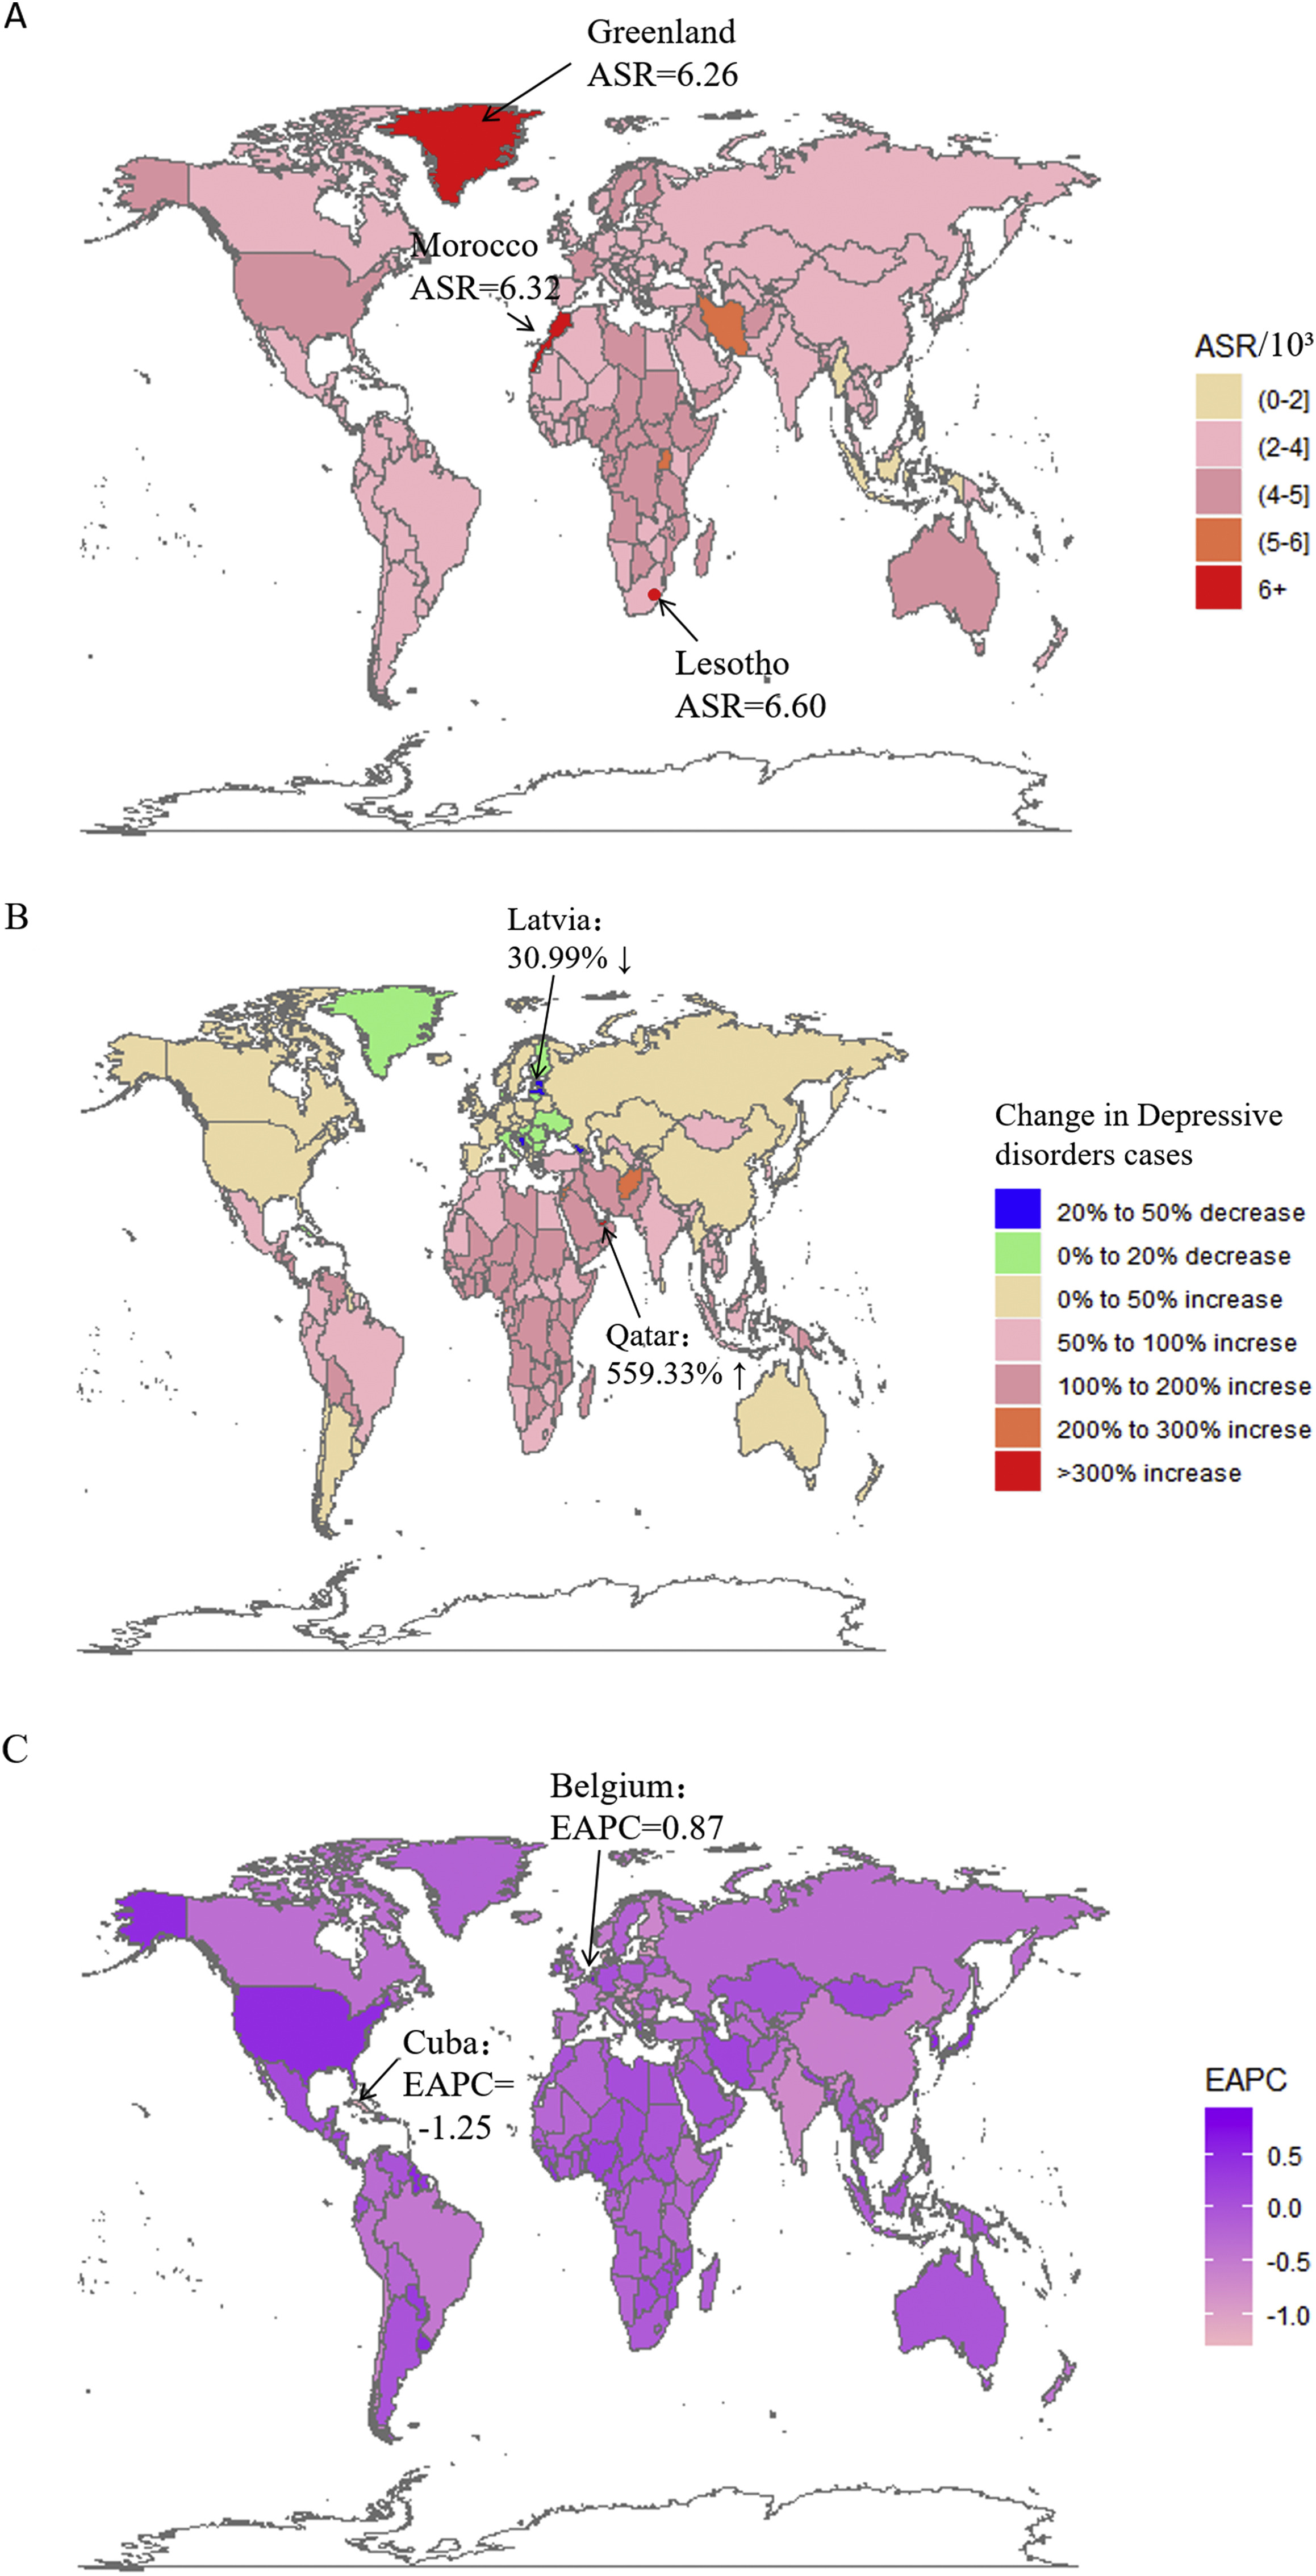 A
Greenland
ASR=6.26
Morocco
ASR=6.32
ASR/10³
(0-2]
(2-4]
(4-5]
(5-6]
6+
Lesotho
ASR=6.60
B
Latvia：
30.99% ↓
Change in Depressive
disorders cases
20% to 50% decrease
0% to 20% decrease
0% to 50% increase
50% to 100% increse
100% to 200% increse
200% to 300% increse
>300% increase
Qatar：
559.33% ↑
C
Belgium：
EAPC=0.87
Cuba：
EAPC=
-1.25
EAPC
0.5
0.0
-0.5
-1.0